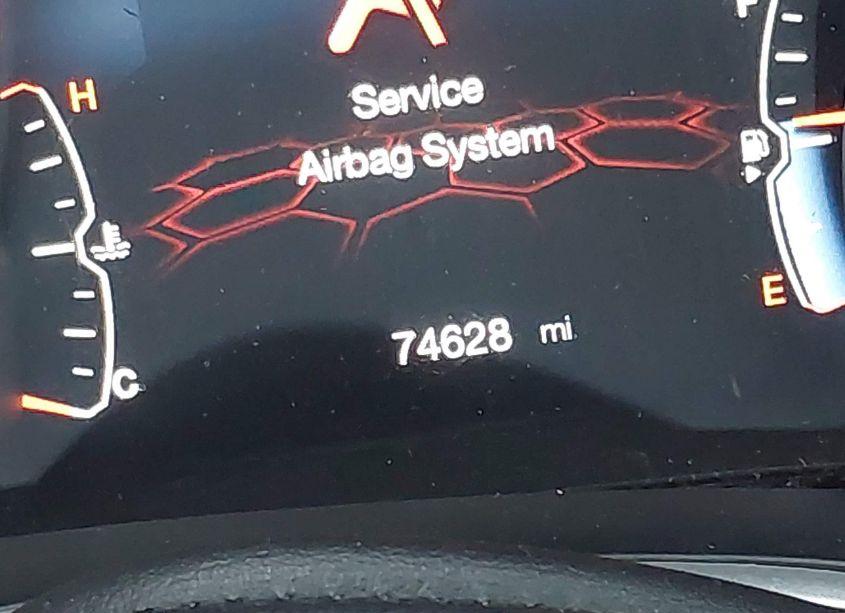 F
H
Service
Airbag System
E
74628 mi
C